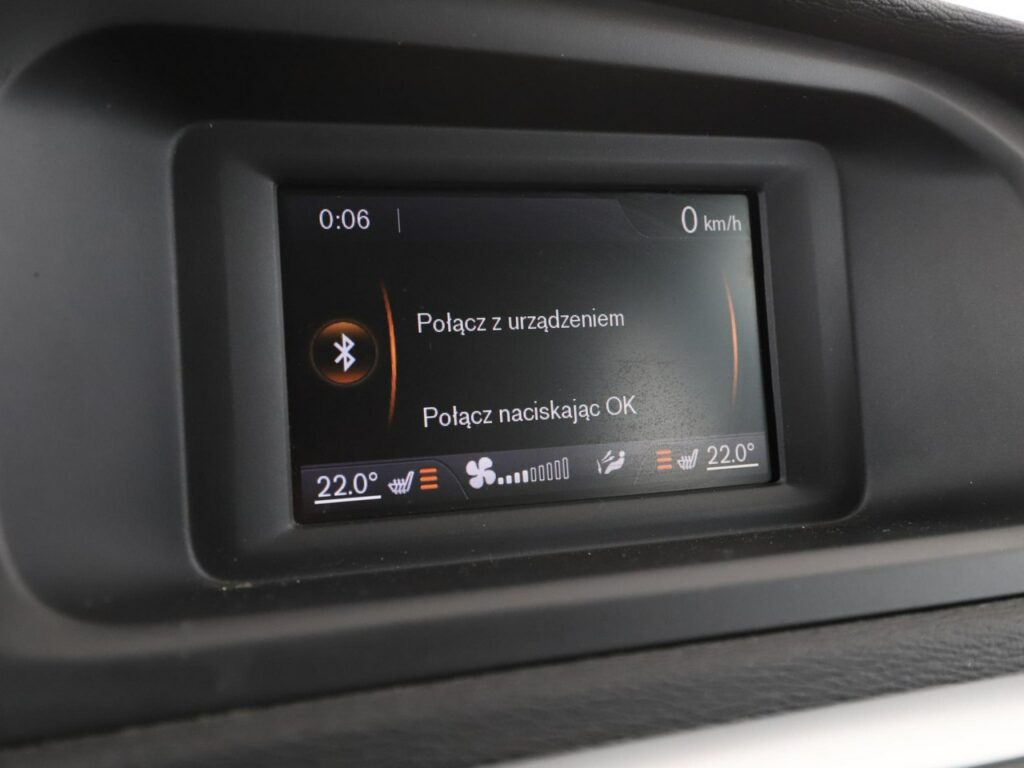 0:06 0 km/h
Połącz z urządzeniem
Połącz naciskając OK
22.0° 22.0°